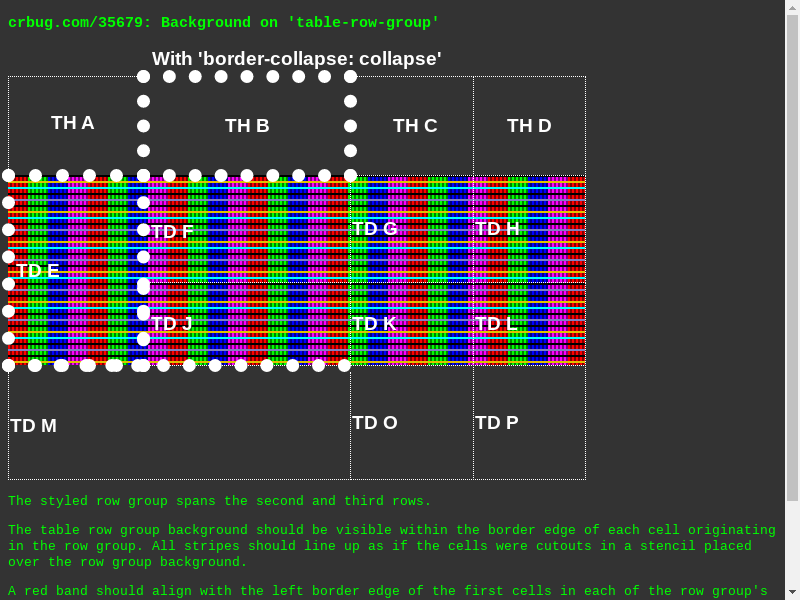 crbug.com/35679: Background on 'table-row-group'
With 'border-collapse: collapse'
TH A
TH B
TH C
TH D
TD E
TD F
TD G
TD H
TD J
TD K
TD L
TD M
TD O
TD P
The styled row group spans the second and third rows.
The table row group background should be visible within the border edge of each cell originating
in the row group. All stripes should line up as if the cells were cutouts in a stencil placed
over the row group background.
A red band should align with the left border edge of the first cells in each of the row group's